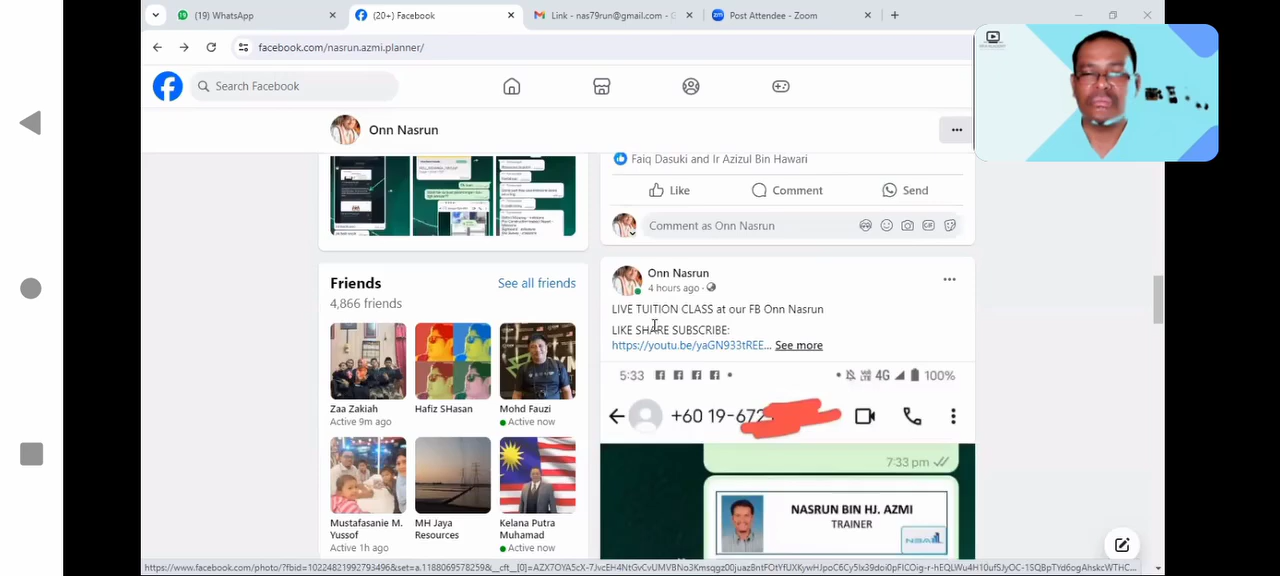 (19) WhatsApp
(20+) Facebook
Link - nas79run@gmail.com - G
Post Attendee - Zoom
facebook.com/nasrun.azmi.planner/
Search Facebook
Onn Nasrun
Faiq Dasuki and Ir Azizul Bin Hawari
Like Comment Send
Comment as Onn Nasrun
Friends
See all friends
4,866 friends
Zaa Zakiah
Active 9m ago
Hafiz SHasan
Mohd Fauzi
Active now
Mustafasanie M. Yussof
Active 1h ago
MH Jaya Resources
Kelana Putra Muhamad
Active now
Onn Nasrun
4 hours ago
LIVE TUITION CLASS at our FB Onn Nasrun
LIKE SHARE SUBSCRIBE:
https://youtu.be/yaGN933tREE... See more
5:33
4G 100%
+60 19-672
7:33 pm
NASRUN BIN HJ. AZMI
TRAINER